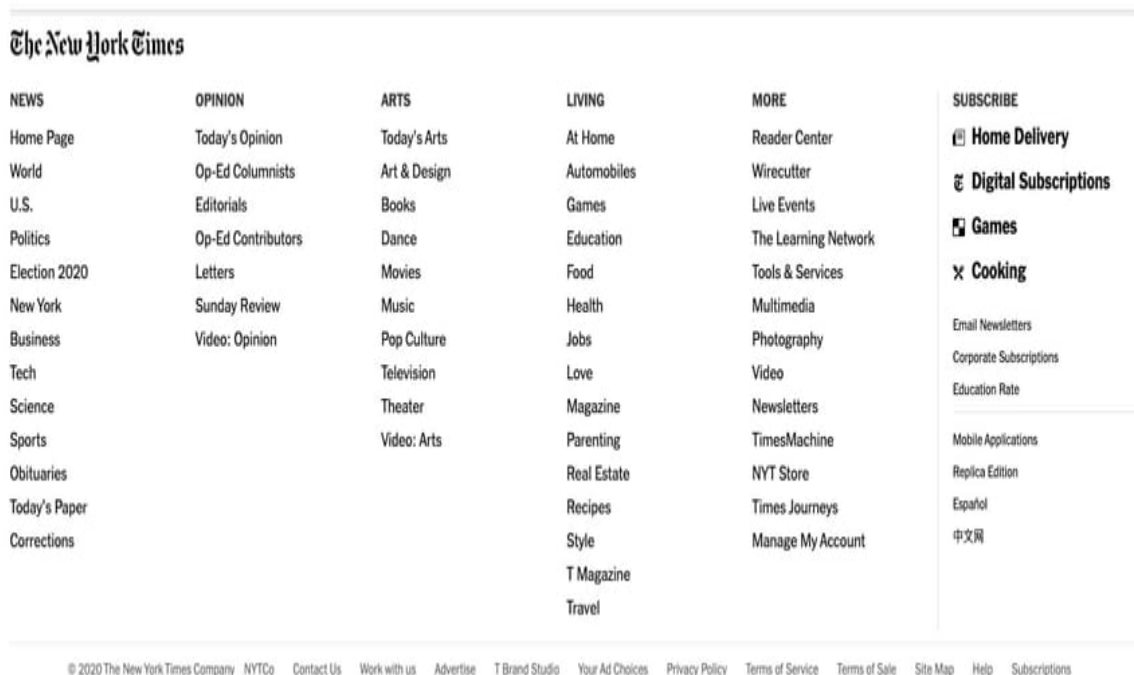 The New York Times
NEWS
Home Page
World
U.S.
Politics
Election 2020
New York
Business
Tech
Science
Sports
Obituaries
Today's Paper
Corrections
OPINION
Today's Opinion
Op-Ed Columnists
Editorials
Op-Ed Contributors
Letters
Sunday Review
Video: Opinion
ARTS
Today's Arts
Art & Design
Books
Dance
Movies
Music
Pop Culture
Television
Theater
Video: Arts
LIVING
At Home
Automobiles
Games
Education
Food
Health
Jobs
Love
Magazine
Parenting
Real Estate
Recipes
Style
T Magazine
Travel
MORE
Reader Center
Wirecutter
Live Events
The Learning Network
Tools & Services
Multimedia
Photography
Video
Newsletters
TimesMachine
NYT Store
Times Journeys
Manage My Account
SUBSCRIBE
Home Delivery
Digital Subscriptions
Games
Cooking
Email Newsletters
Corporate Subscriptions
Education Rate
Mobile Applications
Replica Edition
Español
中文网
© 2020 The New York Times Company NYTCo Contact Us Work with us Advertise T Brand Studio Your Ad Choices Privacy Policy Terms of Service Terms of Sale Site Map Help Subscriptions